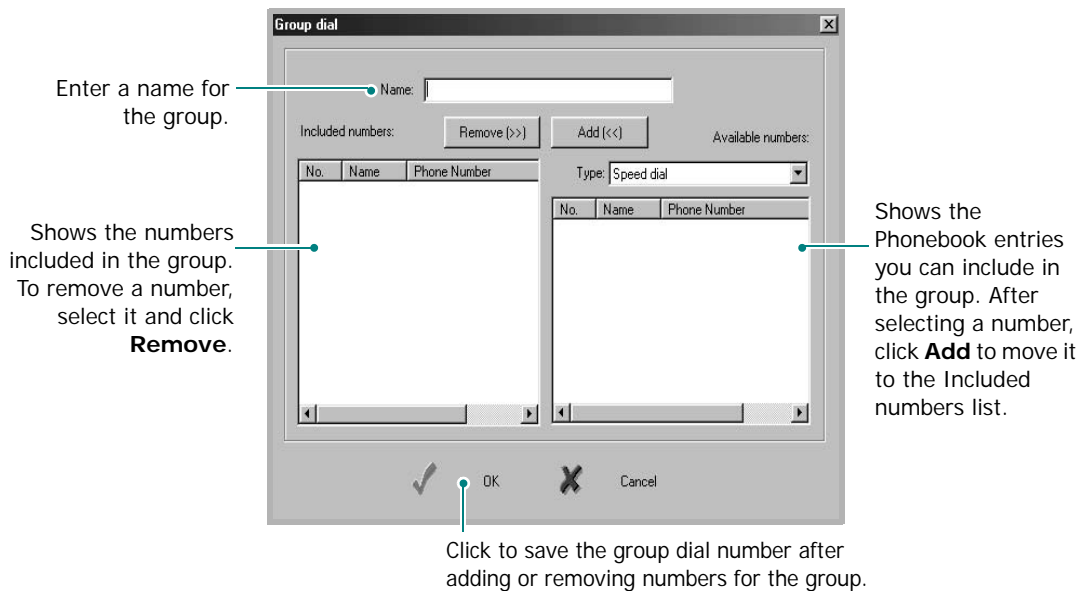 Group dial
Enter a name for
the group.
Name:
Included numbers:
Remove (>>)
Add (<<)
Available numbers:
No. Name Phone Number
Type: Speed dial
No. Name Phone Number
Shows the numbers
included in the group.
To remove a number,
select it and click
Remove.
Shows the
Phonebook entries
you can include in
the group. After
selecting a number,
click Add to move it
to the Included
numbers list.
OK
Cancel
Click to save the group dial number after
adding or removing numbers for the group.